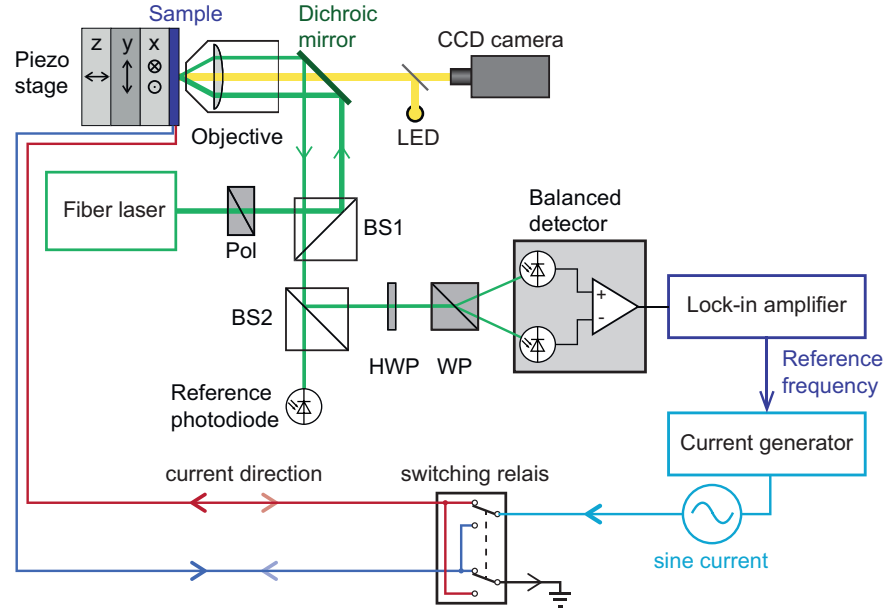 Sample
Dichroic
mirror
CCD camera
Piezo
stage
z
y
x
Objective
LED
Fiber laser
Pol
BS1
Balanced
detector
BS2
HWP
WP
+
-
Lock-in amplifier
Reference
frequency
Reference
photodiode
Current generator
current direction
switching relais
sine current